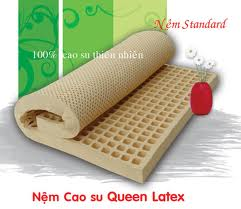 Nệm Standard
100% cao su thiên nhiên
Nệm Cao su Queen Latex